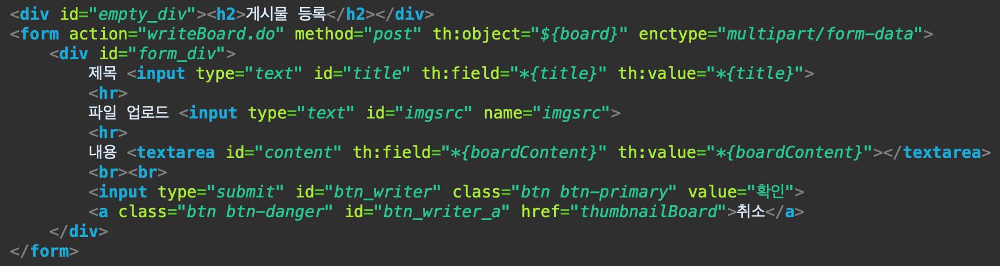 <div id="empty_div"><h2>게시물 등록</h2></div>
<form action="writeBoard.do" method="post" th:object="${board}" enctype="multipart/form-data">
    <div id="form_div">
        제목 <input type="text" id="title" th:field="*{title}" th:value="*{title}">
        <hr>
        파일 업로드 <input type="text" id="imgsrc" name="imgsrc">
        <hr>
        내용 <textarea id="content" th:field="*{boardContent}" th:value="*{boardContent}"></textarea>
        <br><br>
        <input type="submit" id="btn_writer" class="btn btn-primary" value="확인">
        <a class="btn btn-danger" id="btn_writer_a" href="thumbnailBoard">취소</a>
    </div>
</form>